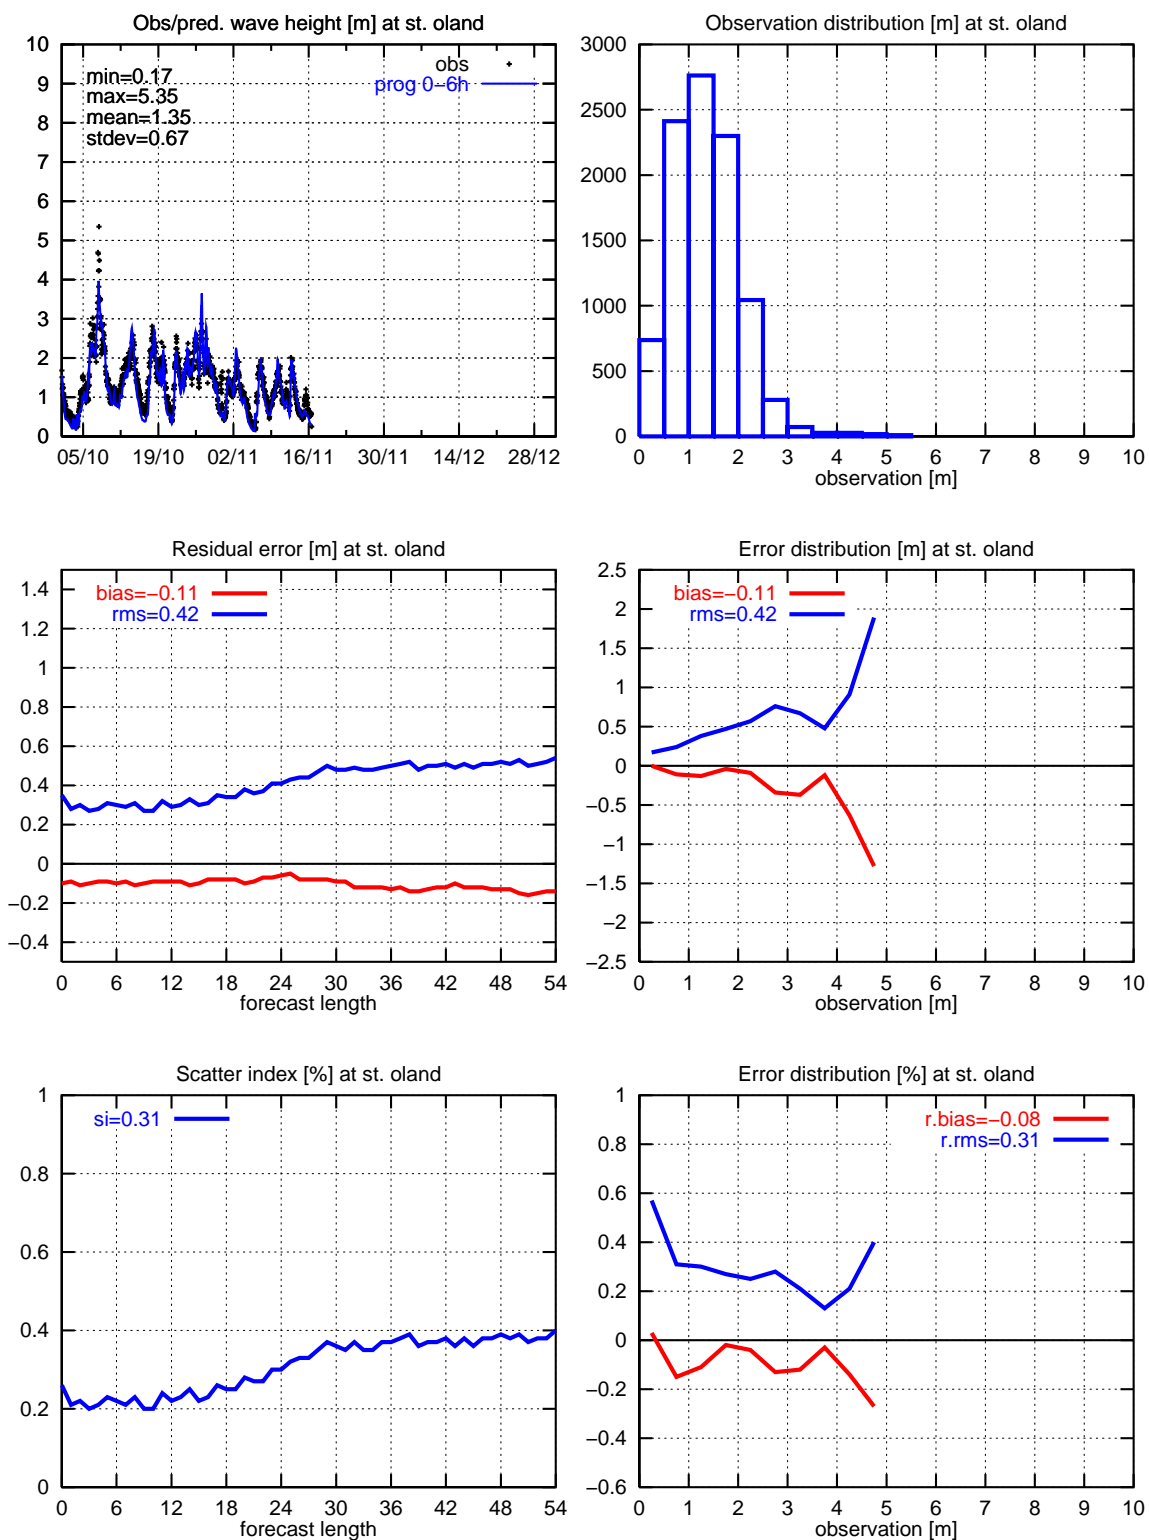 Obs/pred. wave height [m] at st. oland
10
9
8
7
6
5
4
3
2
1
0
min=0.17
max=5.35
mean=1.35
stdev=0.67
obs
prog 0−6h
05/10 19/10 02/11 16/11 30/11 14/12 28/12
Observation distribution [m] at st. oland
3000
2500
2000
1500
1000
500
0
0 1 2 3 4 5 6 7 8 9 10
observation [m]
Residual error [m] at st. oland
1.4
1.2
1
0.8
0.6
0.4
0.2
0
−0.2
−0.4
bias=−0.11
rms=0.42
0 6 12 18 24 30 36 42 48 54
forecast length
Error distribution [m] at st. oland
2.5
2
1.5
1
0.5
0
−0.5
−1
−1.5
−2
−2.5
bias=−0.11
rms=0.42
0 1 2 3 4 5 6 7 8 9 10
observation [m]
Scatter index [%] at st. oland
1
0.8
0.6
0.4
0.2
0
si=0.31
0 6 12 18 24 30 36 42 48 54
forecast length
Error distribution [%] at st. oland
1
0.8
0.6
0.4
0.2
0
−0.2
−0.4
−0.6
r.bias=−0.08
r.rms=0.31
0 1 2 3 4 5 6 7 8 9 10
observation [m]